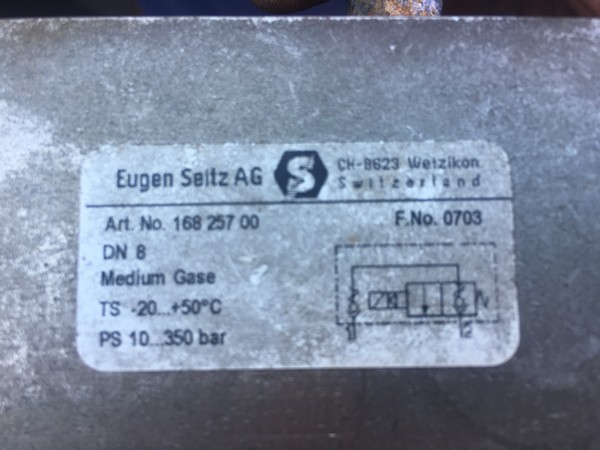 Eugen Seitz AG S CH-8623 Wetzikon
Switzerland
Art. No. 168 257 00 F.No. 0703
DN 8
Medium Gase
TS -20...+50°C
PS 10...350 bar